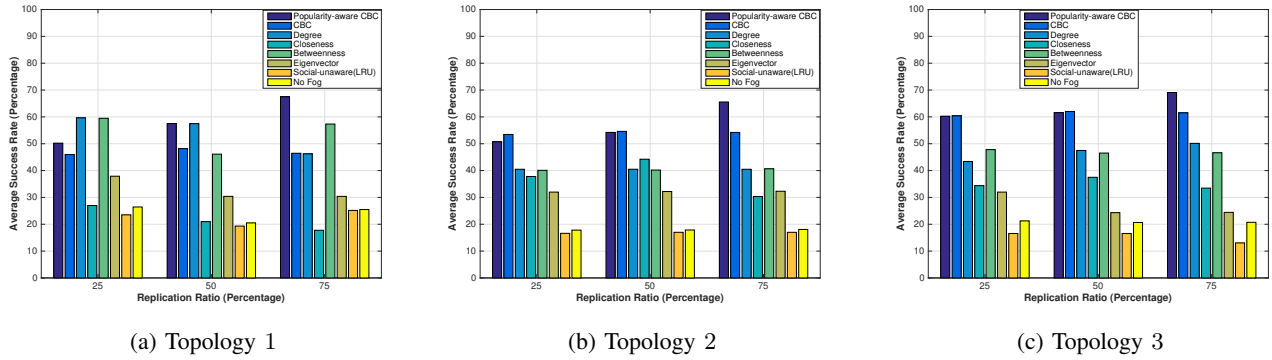 100
90
80
70
60
50
40
30
20
10
0
Average Success Rate (Percentage)
Popularity-aware CBC
CBC
Degree
Closeness
Betweenness
Eigenvector
Social-unaware(LRU)
No Fog
25
50
75
Replication Ratio (Percentage)
(a) Topology 1
100
90
80
70
60
50
40
30
20
10
0
Average Success Rate (Percentage)
Popularity-aware CBC
CBC
Degree
Closeness
Betweenness
Eigenvector
Social-unaware(LRU)
No Fog
25
50
75
Replication Ratio (Percentage)
(b) Topology 2
100
90
80
70
60
50
40
30
20
10
0
Average Success Rate (Percentage)
Popularity-aware CBC
CBC
Degree
Closeness
Betweenness
Eigenvector
Social-unaware(LRU)
No Fog
25
50
75
Replication Ratio (Percentage)
(c) Topology 3